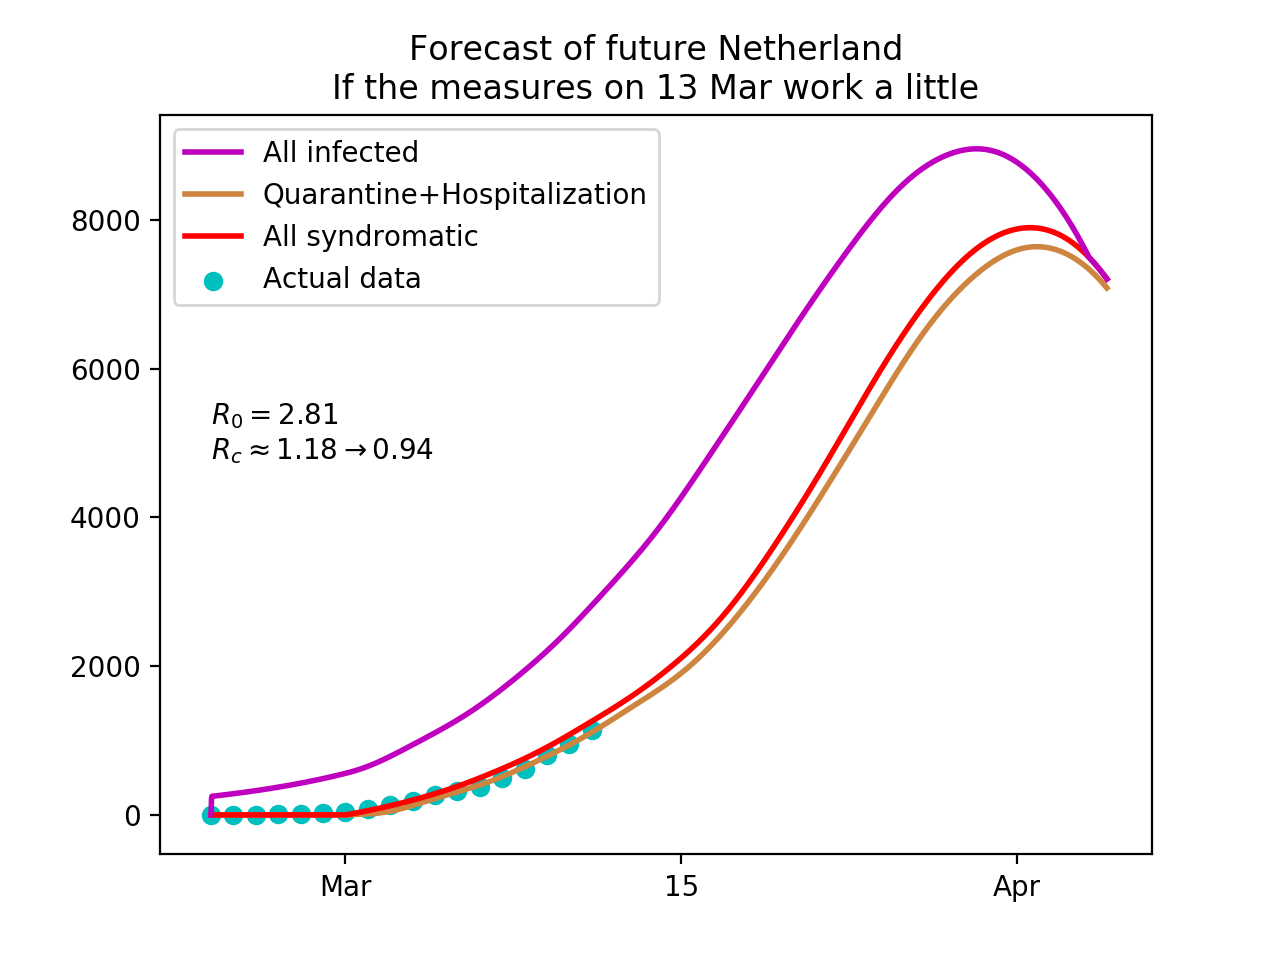 Forecast of future Netherland
If the measures on 13 Mar work a little
All infected
Quarantine+Hospitalization
All syndromatic
Actual data
8000
6000
4000
2000
0
R₀ = 2.81
R_c ≈ 1.18 → 0.94
Mar 15 Apr